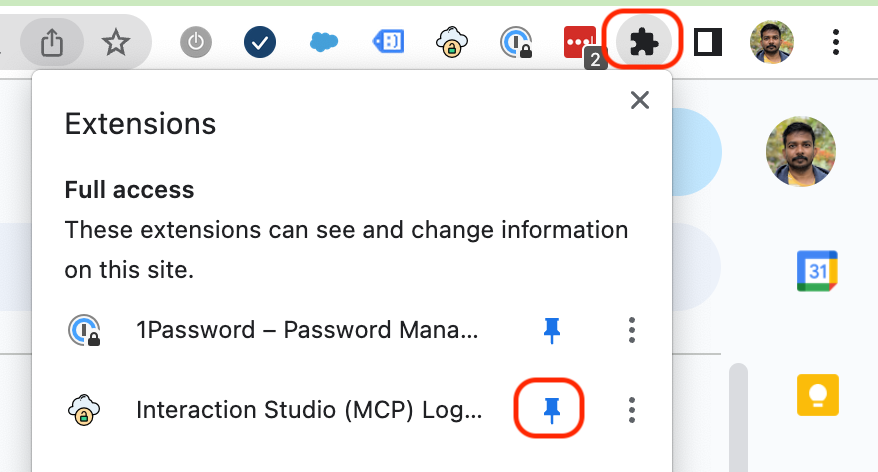 2
Extensions
Full access
These extensions can see and change information
on this site.
31
1Password – Password Mana...
Interaction Studio (MCP) Log...